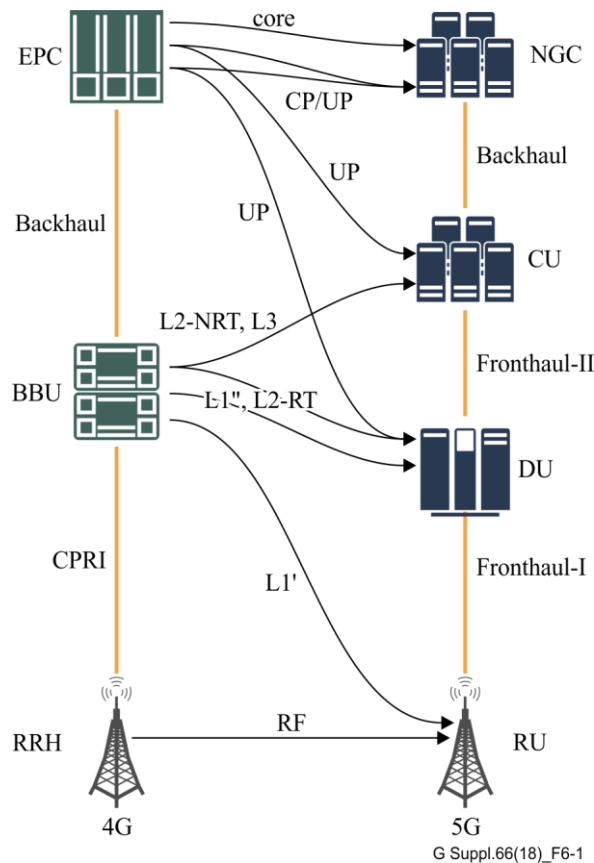 core
EPC
NGC
CP/UP
Backhaul
UP
UP
Backhaul
CU
L2-NRT, L3
Fronthaul-II
BBU
L1", L2-RT
DU
CPRI
Fronthaul-I
L1'
RF
RRH
RU
4G
5G
G Suppl.66(18)_F6-1